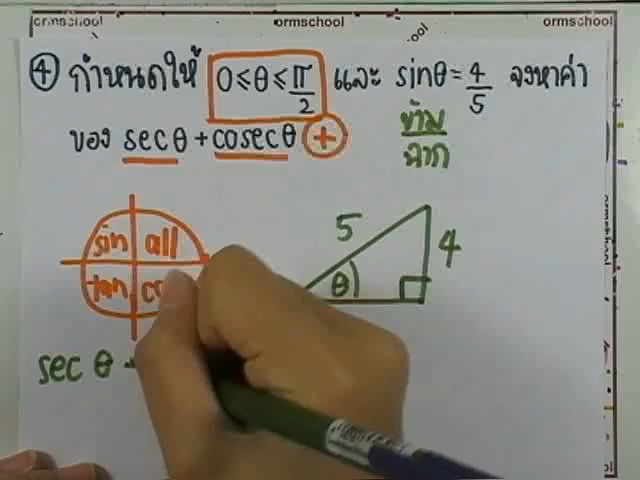 ormschool ormschool ormschool
④ กำหนดให้ 0 ≤ θ ≤ π/2 และ sinθ = 4/5 จงหาค่า
ของ secθ + cosecθ +
ข้าม
ฉาก
sin all
tan co
5
4
θ
sec θ
ormschool